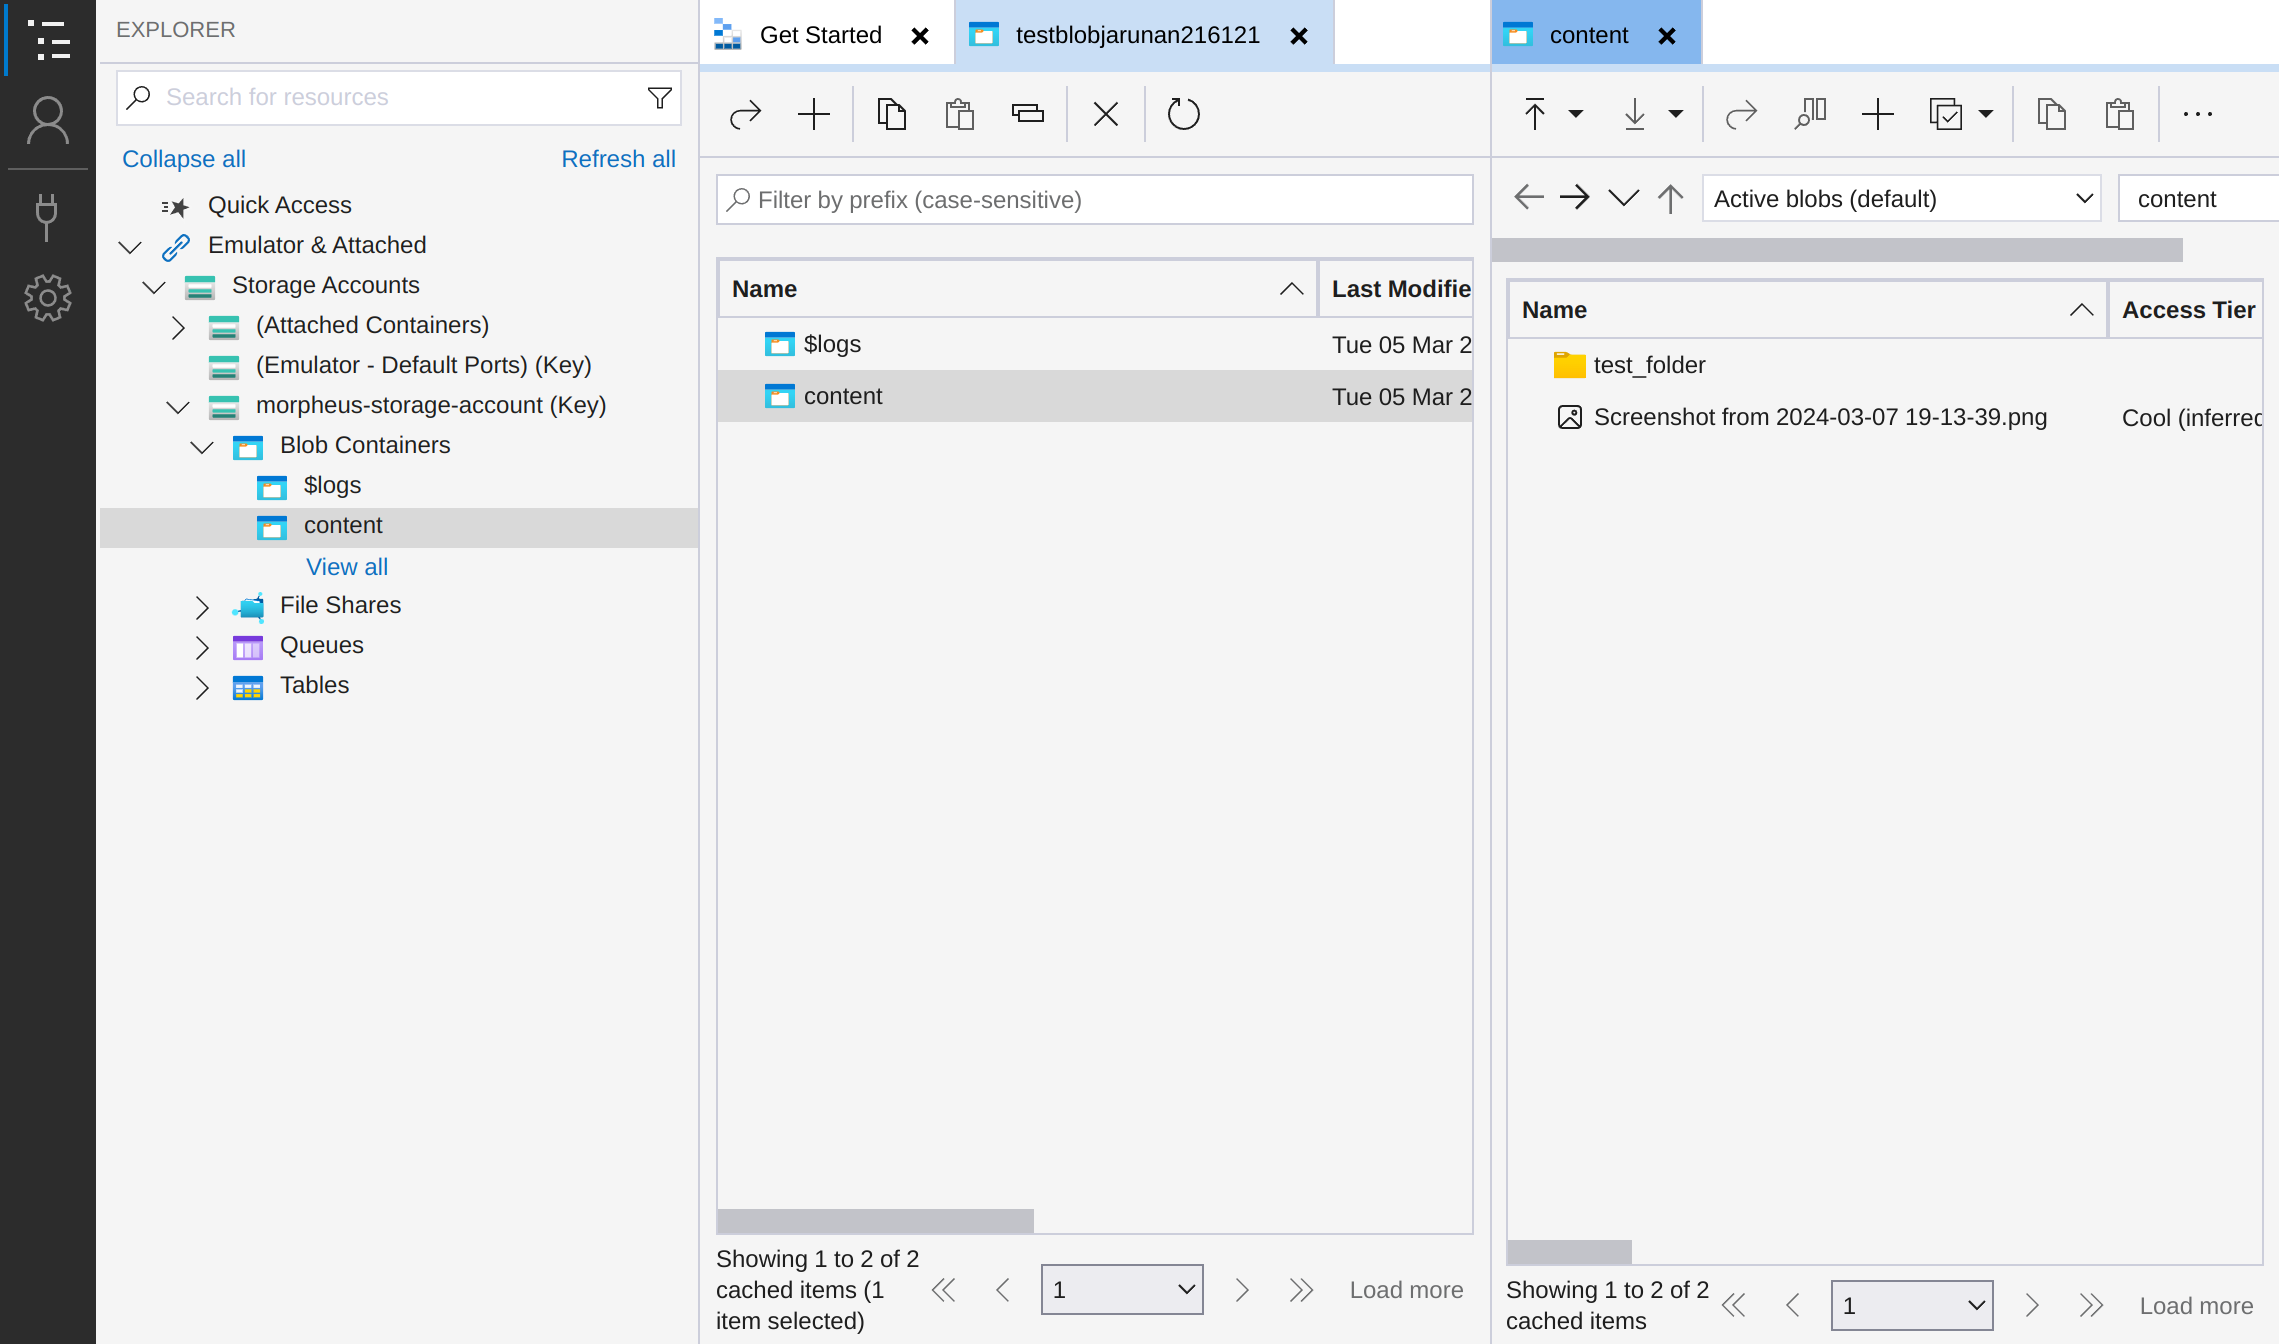 EXPLORER
Search for resources
Collapse all
Refresh all
Quick Access
Emulator & Attached
Storage Accounts
(Attached Containers)
(Emulator - Default Ports) (Key)
morpheus-storage-account (Key)
Blob Containers
$logs
content
View all
File Shares
Queues
Tables
Get Started
testblobjarunan216121
Filter by prefix (case-sensitive)
Name
Last Modifie
$logs
Tue 05 Mar 2
content
Tue 05 Mar 2
Showing 1 to 2 of 2
cached items (1
item selected)
1
Load more
content
Active blobs (default)
content
Name
Access Tier
test_folder
Screenshot from 2024-03-07 19-13-39.png
Cool (inferred
Showing 1 to 2 of 2
cached items
1
Load more